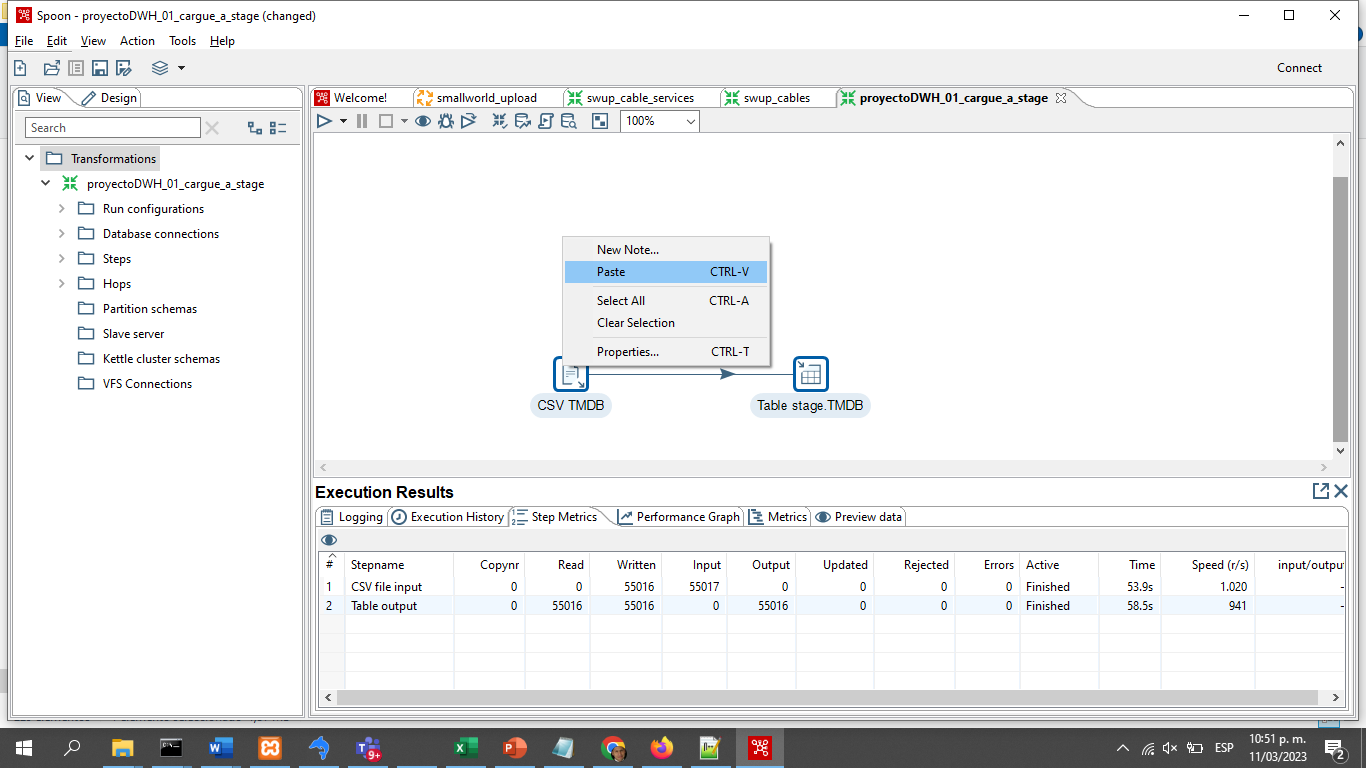 Spoon - proyectoDWH_01_cargue_a_stage (changed)
File Edit View Action Tools Help
Connect
View Design
Welcome! smallworld_upload swup_cable_services swup_cables proyectoDWH_01_cargue_a_stage
Search
100%
Transformations
proyectoDWH_01_cargue_a_stage
Run configurations
Database connections
Steps
Hops
Partition schemas
Slave server
Kettle cluster schemas
VFS Connections
New Note...
Paste CTRL-V
Select All CTRL-A
Clear Selection
Properties... CTRL-T
CSV TMDB Table stage.TMDB
Execution Results
Logging Execution History Step Metrics Performance Graph Metrics Preview data
# Stepname Copynr Read Written Input Output Updated Rejected Errors Active Time Speed (r/s) input/outpu
1 CSV file input 0 0 55016 55017 0 0 0 0 Finished 53.9s 1.020 -
2 Table output 0 55016 55016 0 55016 0 0 0 Finished 58.5s 941 -
9+
ESP
10:51 p. m.
11/03/2023
2